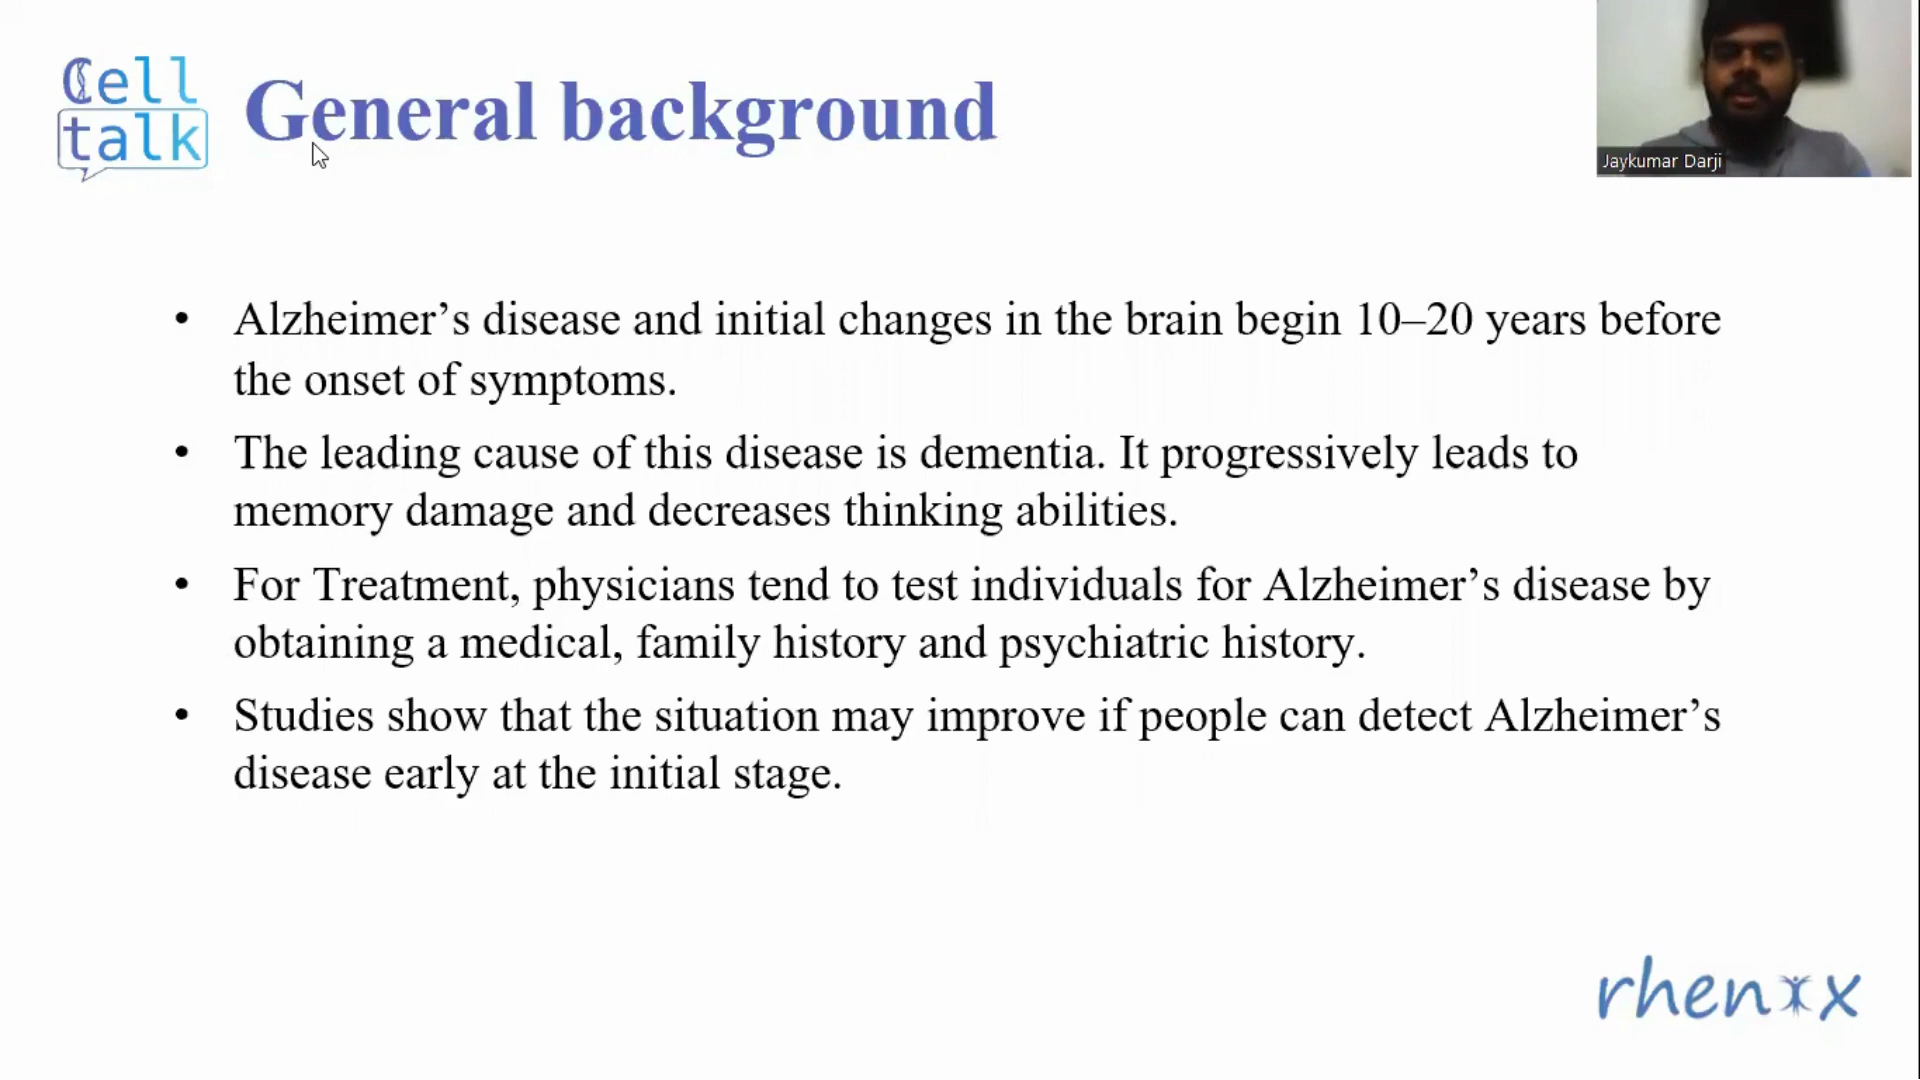 Cell
talk
General background
Jaykumar Darji
• Alzheimer’s disease and initial changes in the brain begin 10–20 years before
the onset of symptoms.
• The leading cause of this disease is dementia. It progressively leads to
memory damage and decreases thinking abilities.
• For Treatment, physicians tend to test individuals for Alzheimer’s disease by
obtaining a medical, family history and psychiatric history.
• Studies show that the situation may improve if people can detect Alzheimer’s
disease early at the initial stage.
rhenix